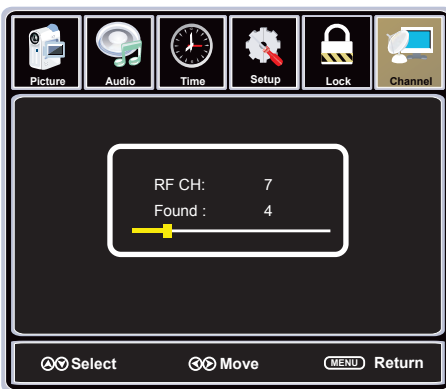 Picture Audio Time Setup Lock Channel
RF CH: 7
Found : 4
Select Move MENU Return